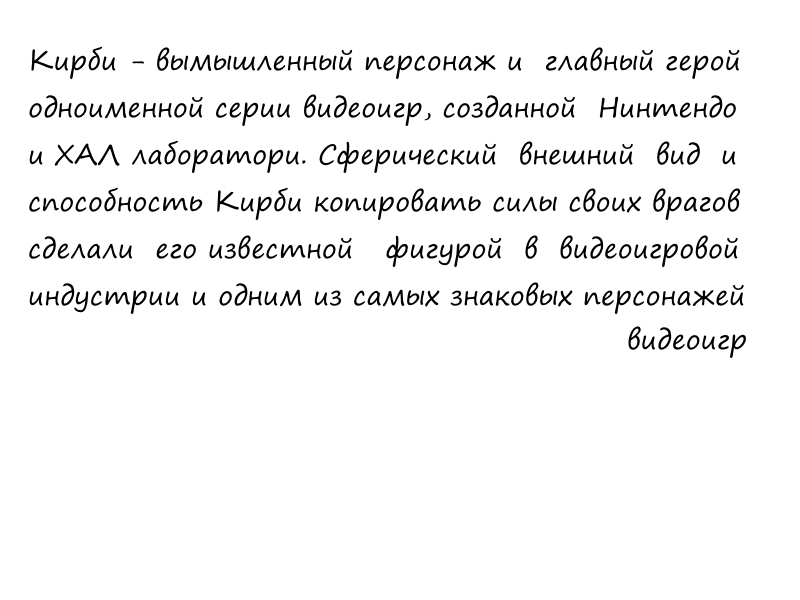 Кирби - вымышленный персонаж и главный герой
одноименной серии видеоигр, созданной Нинтендо
и ХАЛ лаборатори. Сферический внешний вид и
способность Кирби копировать силы своих врагов
сделали его известной фигурой в видеоигровой
индустрии и одним из самых знаковых персонажей
видеоигр